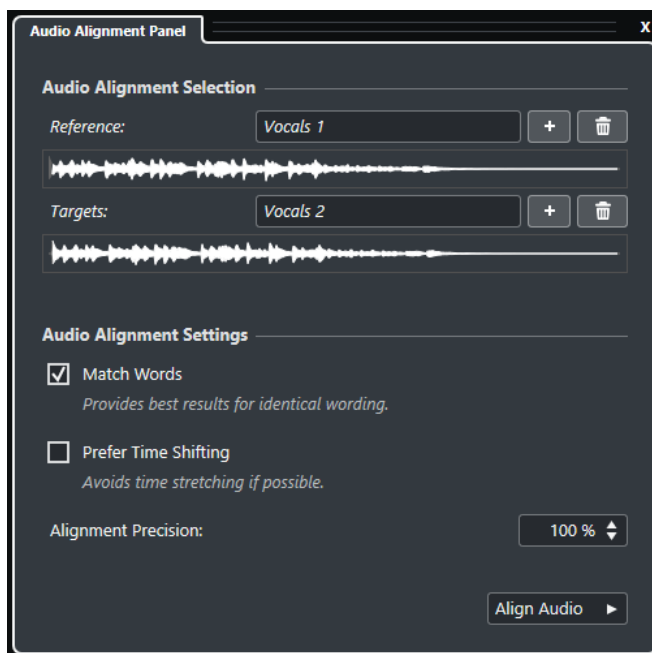 Audio Alignment Panel X
Audio Alignment Selection
Reference: Vocals 1 +
Targets: Vocals 2 +
Audio Alignment Settings
Match Words
Provides best results for identical wording.
Prefer Time Shifting
Avoids time stretching if possible.
Alignment Precision: 100 %
Align Audio